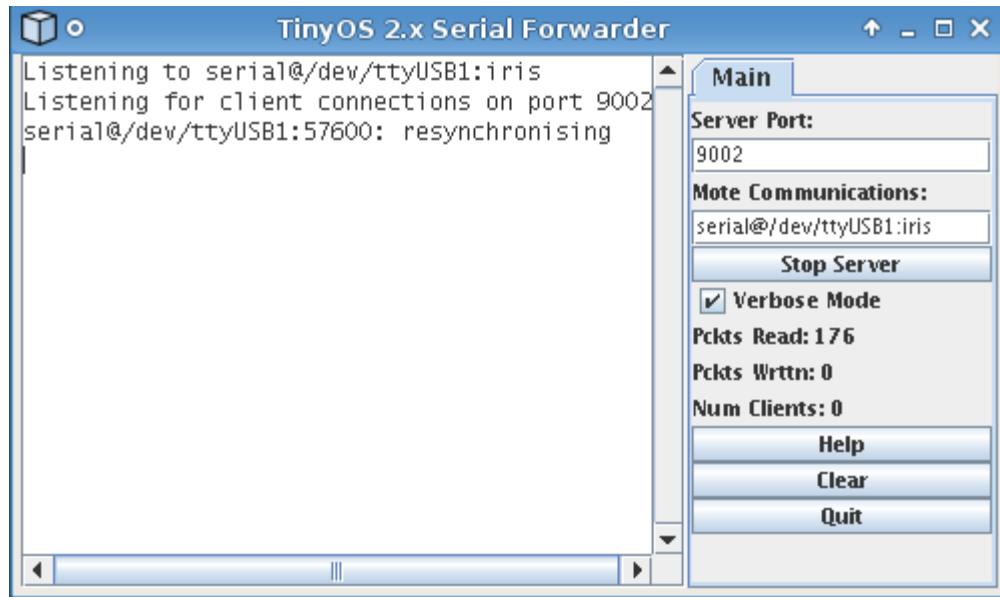 TinyOS 2.x Serial Forwarder
Listening to serial@/dev/ttyUSB1:iris
Listening for client connections on port 9002
serial@/dev/ttyUSB1:57600: resynchronising
Main
Server Port:
9002
Mote Communications:
serial@/dev/ttyUSB1:iris
Stop Server
Verbose Mode
Pckts Read: 176
Pckts Wrttn: 0
Num Clients: 0
Help
Clear
Quit